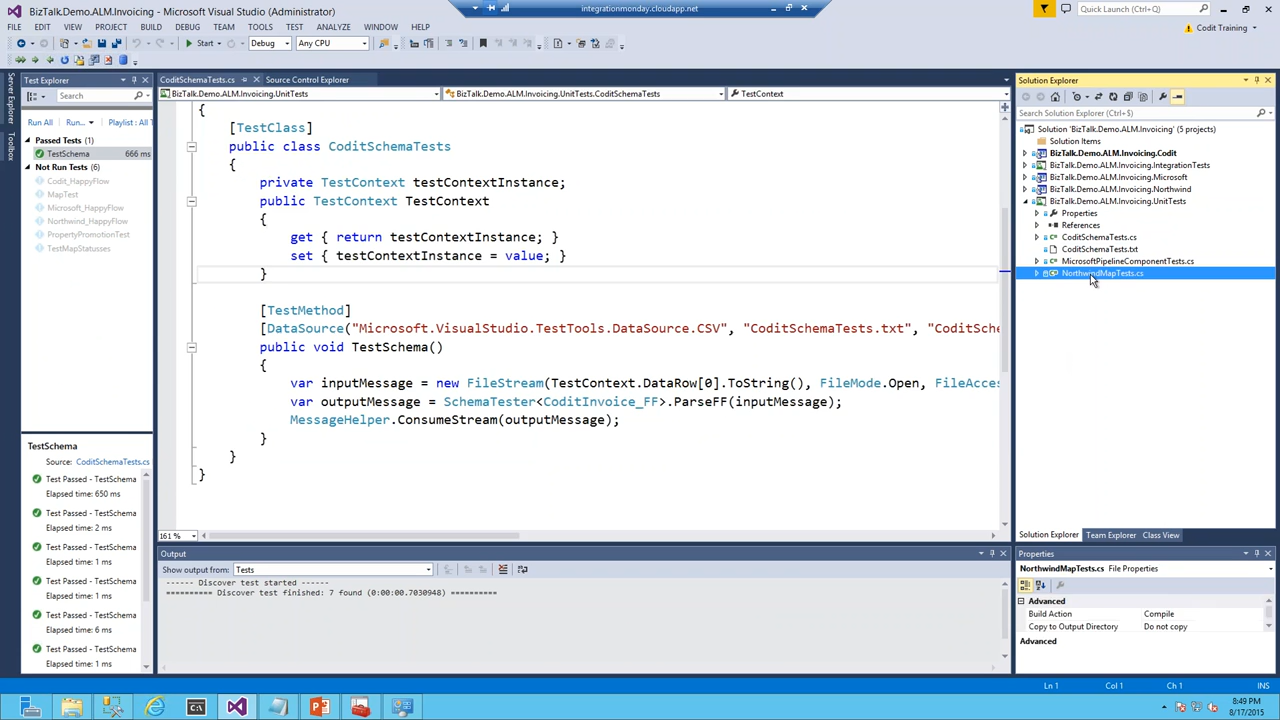 BizTalk.Demo.ALM.Invoicing - Microsoft Visual Studio (Administrator)
integrationmonday.cloudapp.net
Quick Launch (Ctrl+Q)
FILE EDIT VIEW PROJECT BUILD DEBUG TEAM TOOLS TEST ANALYZE WINDOW HELP
Codit Training
Start Debug Any CPU
Server Explorer
Toolbox
Test Explorer
Search
Run All Run... Playlist : All T
Passed Tests (1)
TestSchema 666 ms
Not Run Tests (6)
Codit_HappyFlow
MapTest
Microsoft_HappyFlow
Northwind_HappyFlow
PropertyPromotionTest
TestMapStatusses
TestSchema
Source: CoditSchemaTests.cs
Test Passed - TestSchema
Elapsed time: 650 ms
Test Passed - TestSchema
Elapsed time: 2 ms
Test Passed - TestSchema
Elapsed time: 1 ms
Test Passed - TestSchema
Elapsed time: 1 ms
Test Passed - TestSchema
Elapsed time: 6 ms
Test Passed - TestSchema
Elapsed time: 1 ms
CoditSchemaTests.cs Source Control Explorer
BizTalk.Demo.ALM.Invoicing.UnitTests BizTalk.Demo.ALM.Invoicing.UnitTests.CoditSchemaTests TestContext
{
[TestClass]
public class CoditSchemaTests
{
private TestContext testContextInstance;
public TestContext TestContext
{
get { return testContextInstance; }
set { testContextInstance = value; }
}
[TestMethod]
[DataSource("Microsoft.VisualStudio.TestTools.DataSource.CSV", "CoditSchemaTests.txt", "CoditSche
public void TestSchema()
{
var inputMessage = new FileStream(TestContext.DataRow[0].ToString(), FileMode.Open, FileAcces
var outputMessage = SchemaTester<CoditInvoice_FF>.ParseFF(inputMessage);
MessageHelper.ConsumeStream(outputMessage);
}
}
}
161 %
Output
Show output from: Tests
------ Discover test started ------
========== Discover test finished: 7 found (0:00:00.7030948) ==========
Solution Explorer
Search Solution Explorer (Ctrl+$)
Solution 'BizTalk.Demo.ALM.Invoicing' (5 projects)
Solution Items
BizTalk.Demo.ALM.Invoicing.Codit
BizTalk.Demo.ALM.Invoicing.IntegrationTests
BizTalk.Demo.ALM.Invoicing.Microsoft
BizTalk.Demo.ALM.Invoicing.Northwind
BizTalk.Demo.ALM.Invoicing.UnitTests
Properties
References
CoditSchemaTests.cs
CoditSchemaTests.txt
MicrosoftPipelineComponentTests.cs
NorthwindMapTests.cs
Solution Explorer Team Explorer Class View
Properties
NorthwindMapTests.cs File Properties
Advanced
Build Action Compile
Copy to Output Directory Do not copy
Advanced
Ln 1 Col 1 Ch 1 INS
8:49 PM
8/17/2015